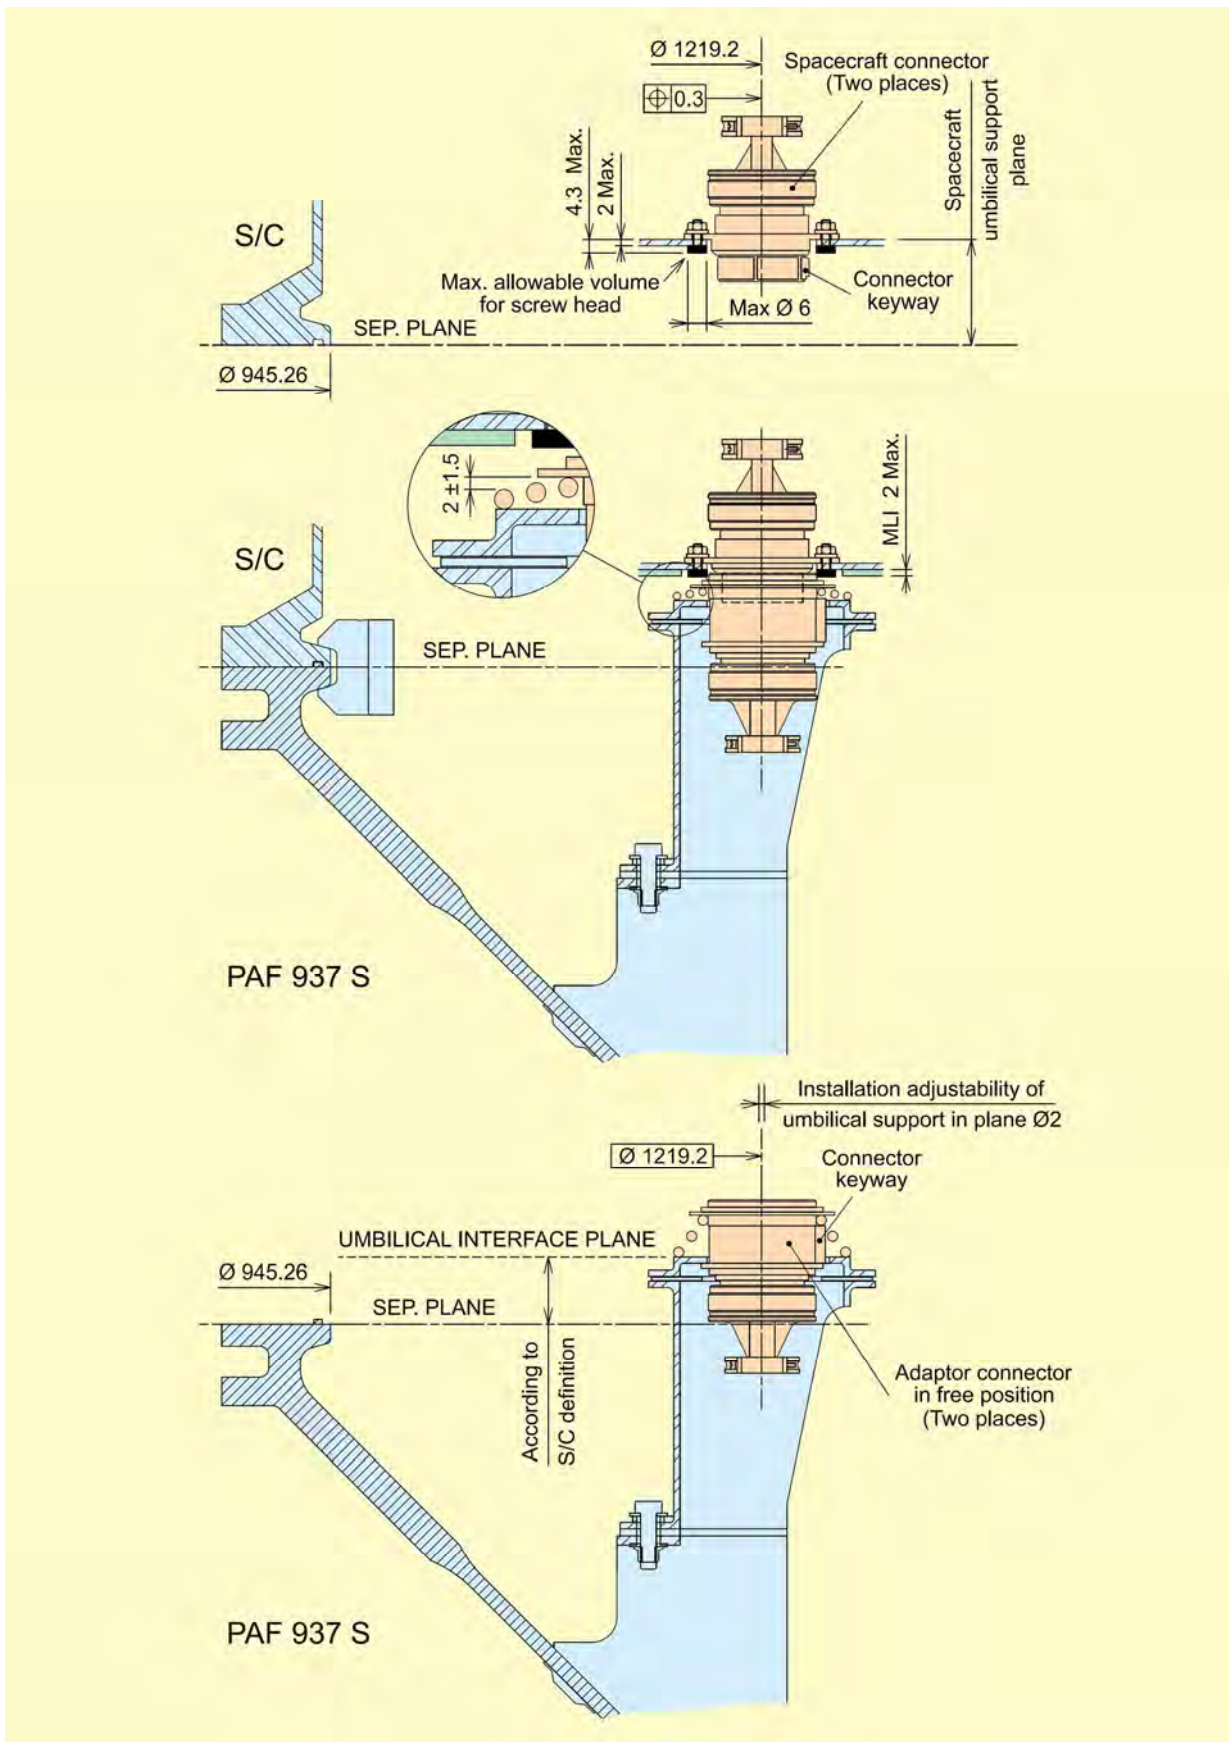 Ø 1219.2
Spacecraft connector
(Two places)
⌖ 0.3
4.3 Max.
2 Max.
Spacecraft
umbilical support
plane
S/C
Max. allowable volume
for screw head
Connector
keyway
Max Ø 6
SEP. PLANE
Ø 945.26
2 ±1.5
MLI 2 Max.
S/C
SEP. PLANE
PAF 937 S
Installation adjustability of
umbilical support in plane Ø2
Ø 1219.2
Connector
keyway
UMBILICAL INTERFACE PLANE
Ø 945.26
SEP. PLANE
According to
S/C definition
Adaptor connector
in free position
(Two places)
PAF 937 S